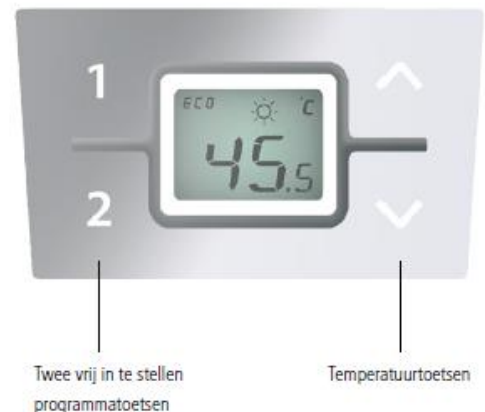 1
ECO °C
45.5
2
Twee vrij in te stellen
programmatoetsen
Temperatuurtoetsen